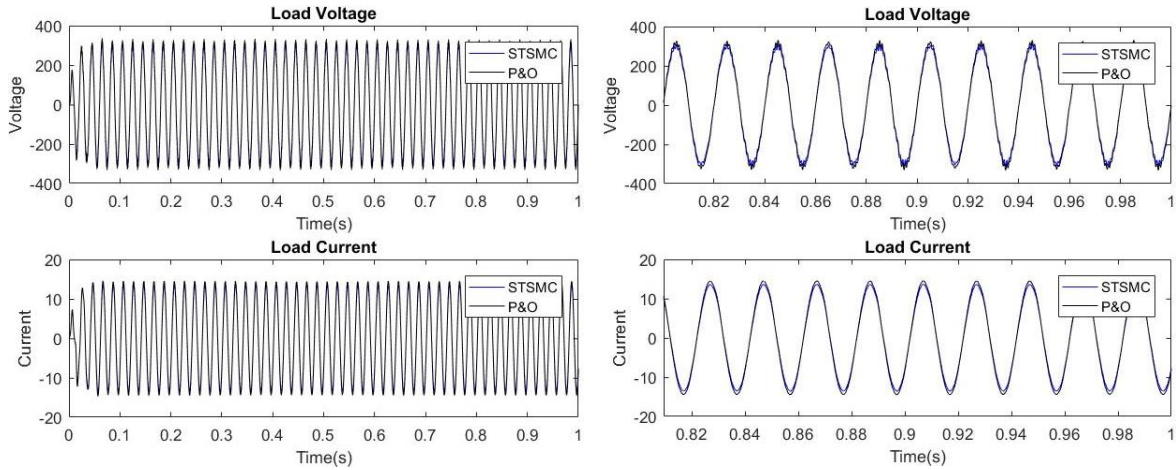 Load Voltage
400
200
0
-200
-400
Voltage
STSMC
P&O
0 0.1 0.2 0.3 0.4 0.5 0.6 0.7 0.8 0.9 1
Time(s)
Load Voltage
400
200
0
-200
-400
Voltage
STSMC
P&O
0.82 0.84 0.86 0.88 0.9 0.92 0.94 0.96 0.98 1
Time(s)
Load Current
20
10
0
-10
-20
Current
STSMC
P&O
0 0.1 0.2 0.3 0.4 0.5 0.6 0.7 0.8 0.9 1
Time(s)
Load Current
20
10
0
-10
-20
Current
STSMC
P&O
0.82 0.84 0.86 0.88 0.9 0.92 0.94 0.96 0.98 1
Time(s)